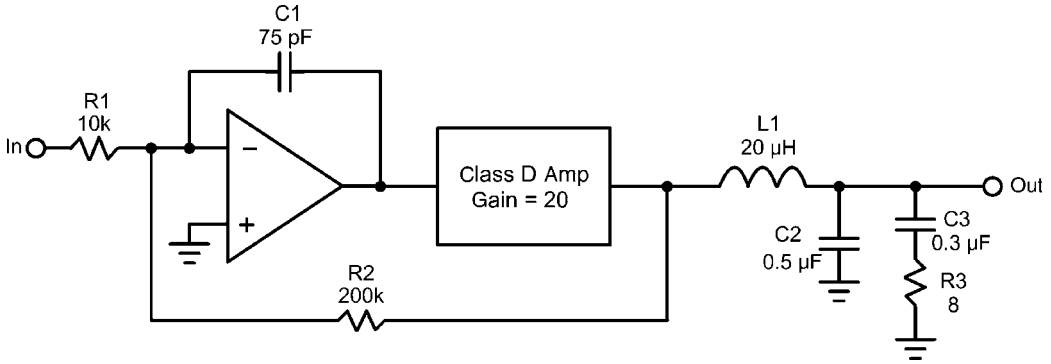 C1
75 pF
R1
10k
In
−
+
Class D Amp
Gain = 20
L1
20 µH
Out
C2
0.5 µF
C3
0.3 µF
R2
200k
R3
8